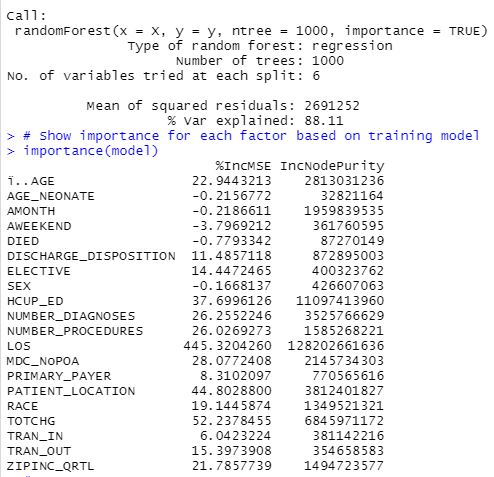 Call:
 randomForest(x = X, y = y, ntree = 1000, importance = TRUE)
               Type of random forest: regression
                     Number of trees: 1000
No. of variables tried at each split: 6

          Mean of squared residuals: 2691252
                    % Var explained: 88.11
> # Show importance for each factor based on training model
> importance(model)
                          %IncMSE IncNodePurity
ï..AGE                 22.9443213    2813031236
AGE_NEONATE            -0.2156772      32821164
AMONTH                 -0.2186611    1959839535
AWEEKEND               -3.7969212     361760595
DIED                   -0.7793342      87270149
DISCHARGE_DISPOSITION  11.4857118     872895003
ELECTIVE               14.4472465     400323762
SEX                    -0.1668137     426607063
HCUP_ED                37.6996126   11097413960
NUMBER_DIAGNOSES       26.2552246    3525766629
NUMBER_PROCEDURES      26.0269273    1585268221
LOS                   445.3204260  128202661636
MDC_NoPOA              28.0772408    2145734303
PRIMARY_PAYER           8.3102097     770565616
PATIENT_LOCATION       44.8028800    3812401827
RACE                   19.1445874    1349521321
TOTCHG                 52.2378455    6845971172
TRAN_IN                 6.0423224     381142216
TRAN_OUT               15.3973908     354658583
ZIPINC_QRTL            21.7857739    1494723577